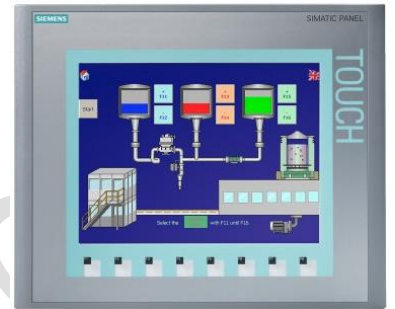 SIEMENS
SIMATIC PANEL
TOUCH
Start
+
F11
+
F13
+
F15
-
F12
-
F14
-
F16
Select the
with F11 until F16